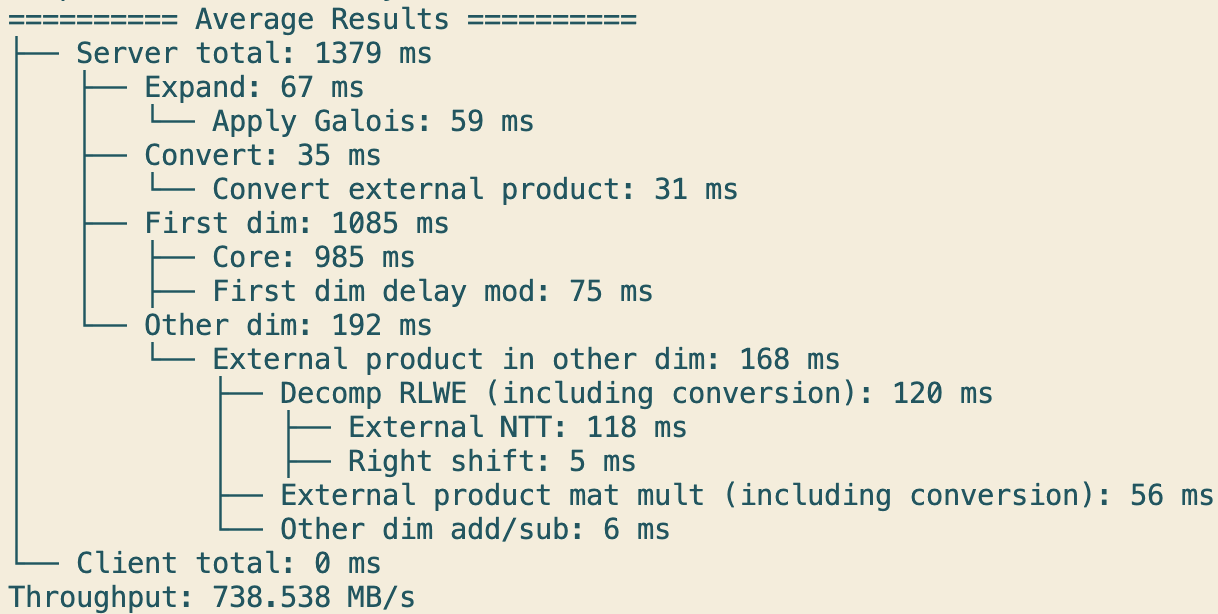 ========== Average Results ==========
├── Server total: 1379 ms
│   ├── Expand: 67 ms
│   │   └── Apply Galois: 59 ms
│   ├── Convert: 35 ms
│   │   └── Convert external product: 31 ms
│   ├── First dim: 1085 ms
│   │   ├── Core: 985 ms
│   │   ├── First dim delay mod: 75 ms
│   └── Other dim: 192 ms
│       └── External product in other dim: 168 ms
│           ├── Decomp RLWE (including conversion): 120 ms
│           │   ├── External NTT: 118 ms
│           │   ├── Right shift: 5 ms
│           ├── External product mat mult (including conversion): 56 ms
│           └── Other dim add/sub: 6 ms
└── Client total: 0 ms
Throughput: 738.538 MB/s